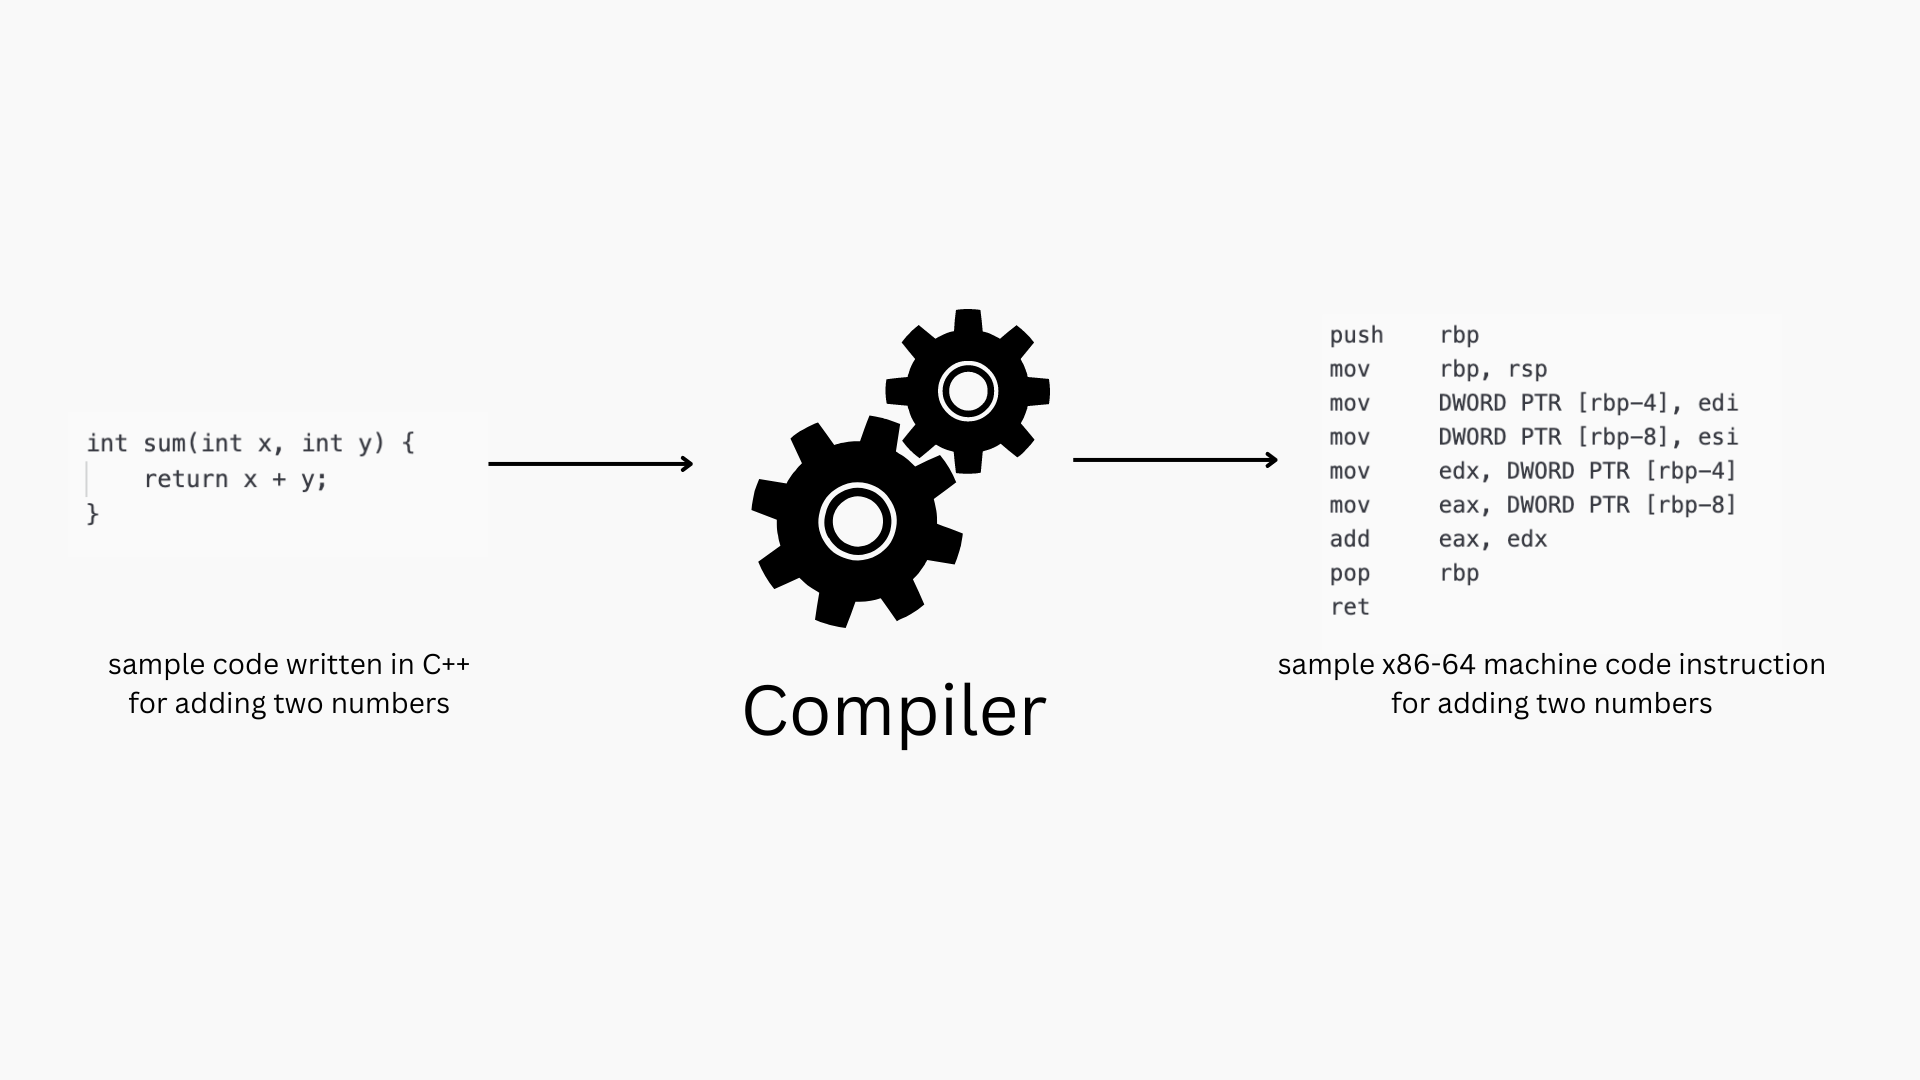 int sum(int x, int y) {
    return x + y;
}
sample code written in C++
for adding two numbers
Compiler
push    rbp
mov     rbp, rsp
mov     DWORD PTR [rbp-4], edi
mov     DWORD PTR [rbp-8], esi
mov     edx, DWORD PTR [rbp-4]
mov     eax, DWORD PTR [rbp-8]
add     eax, edx
pop     rbp
ret
sample x86-64 machine code instruction
for adding two numbers